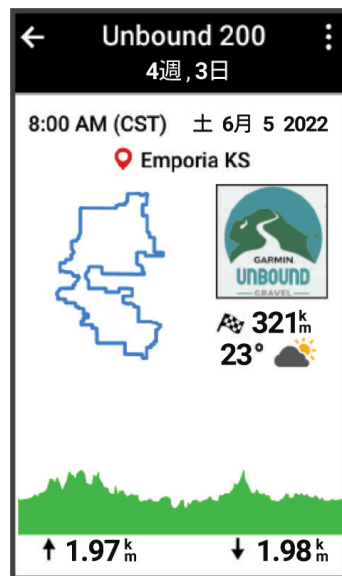 Unbound 200
4週,3日
8:00 AM (CST) 土 6月 5 2022
Emporia KS
GARMIN
UNBOUND
GRAVEL
321km
23°
1.97km 1.98km